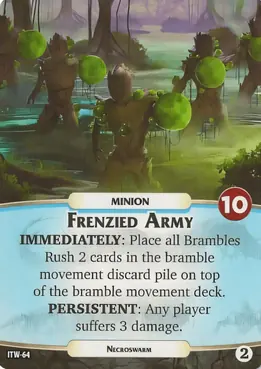 MINION
FRENZIED ARMY
10
IMMEDIATELY: Place all Brambles
Rush 2 cards in the bramble
movement discard pile on top
of the bramble movement deck.
PERSISTENT: Any player
suffers 3 damage.
ITW-64
NECROSWARM
2